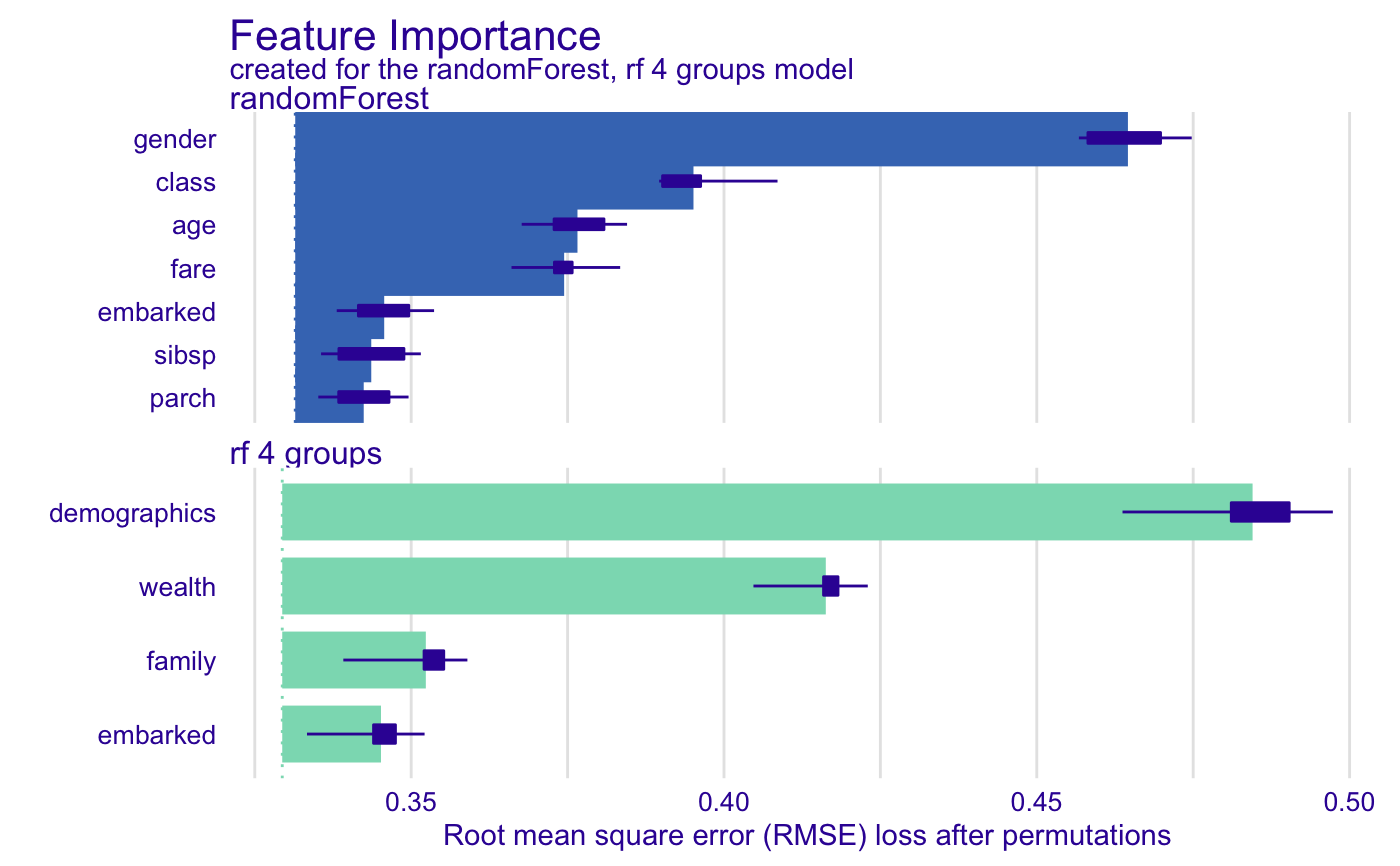 Feature Importance
created for the randomForest, rf 4 groups model
randomForest
gender
class
age
fare
embarked
sibsp
parch
rf 4 groups
demographics
wealth
family
embarked
0.35 0.40 0.45 0.50
Root mean square error (RMSE) loss after permutations